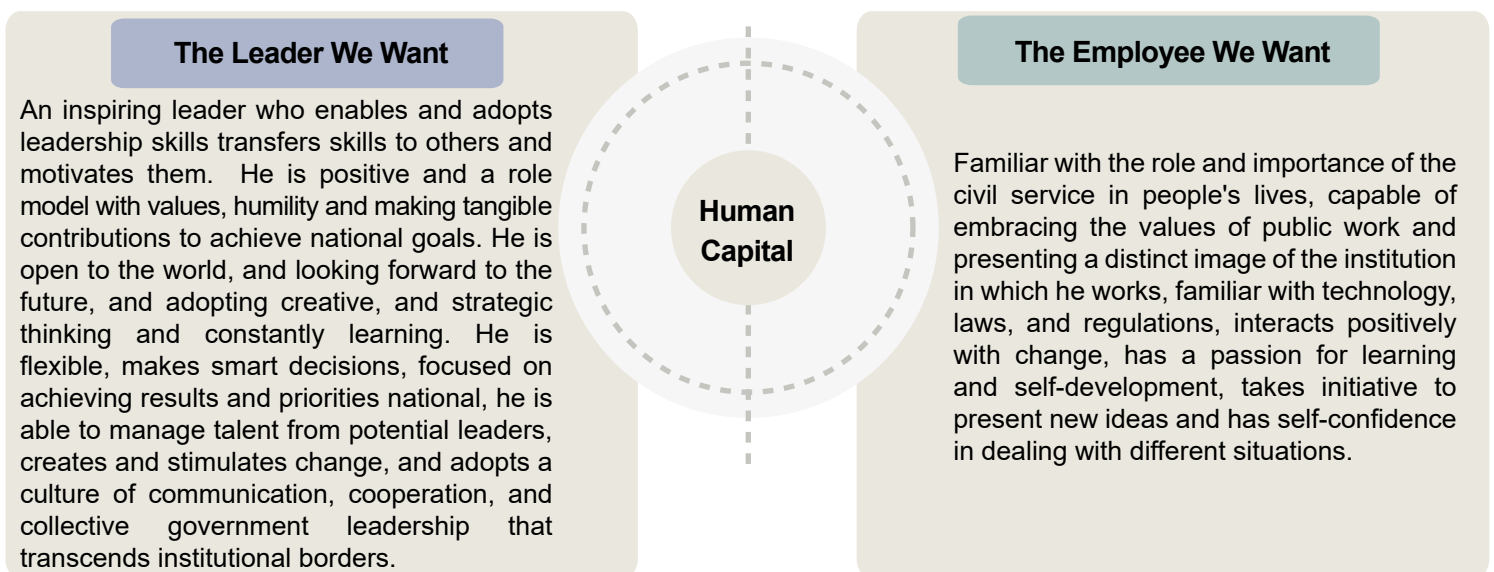 The Leader We Want
An inspiring leader who enables and adopts
leadership skills transfers skills to others and
motivates them. He is positive and a role
model with values, humility and making tangible
contributions to achieve national goals. He is
open to the world, and looking forward to the
future, and adopting creative, and strategic
thinking and constantly learning. He is
flexible, makes smart decisions, focused on
achieving results and priorities national, he is
able to manage talent from potential leaders,
creates and stimulates change, and adopts a
culture of communication, cooperation, and
collective government leadership that
transcends institutional borders.
Human
Capital
The Employee We Want
Familiar with the role and importance of the
civil service in people's lives, capable of
embracing the values of public work and
presenting a distinct image of the institution
in which he works, familiar with technology,
laws, and regulations, interacts positively
with change, has a passion for learning
and self-development, takes initiative to
present new ideas and has self-confidence
in dealing with different situations.